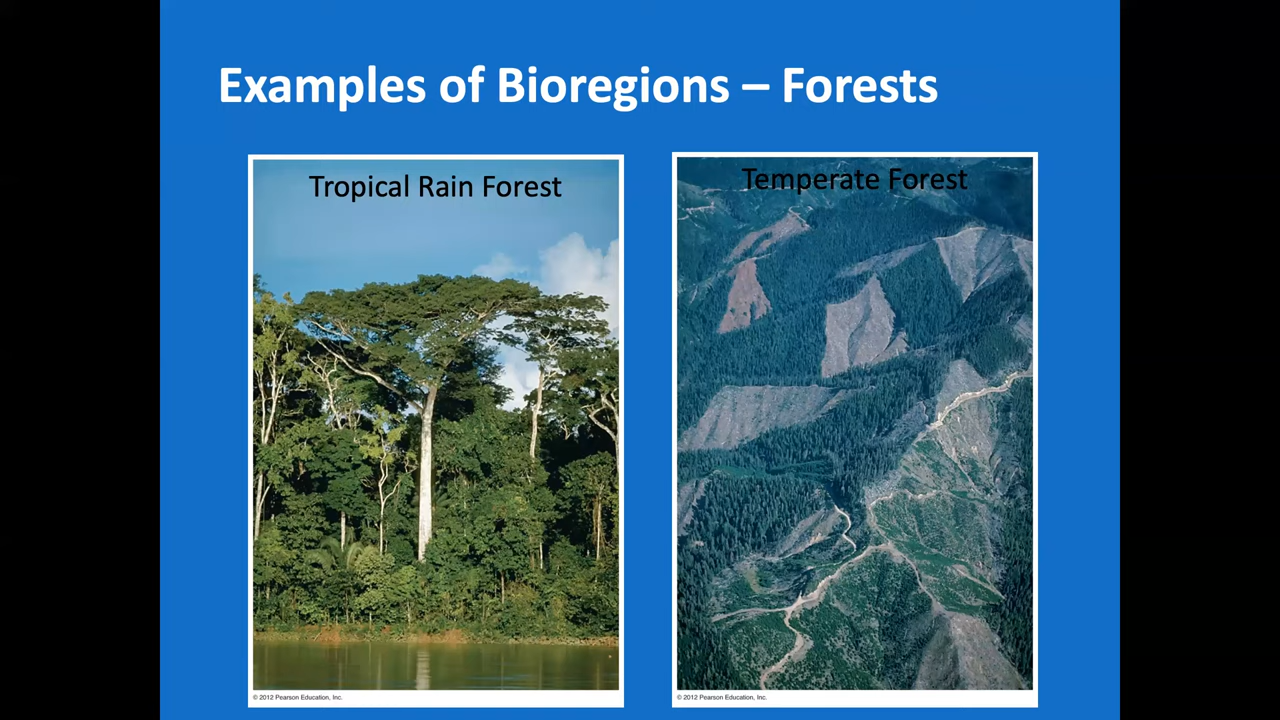 Examples of Bioregions – Forests
Tropical Rain Forest
Temperate Forest
© 2012 Pearson Education, Inc.
© 2012 Pearson Education, Inc.